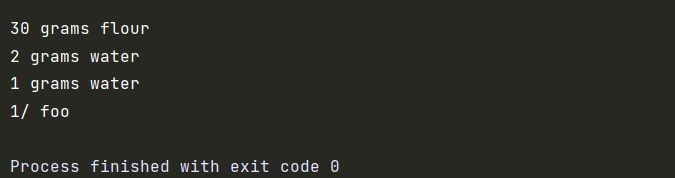 30 grams flour
2 grams water
1 grams water
1/ foo
Process finished with exit code 0